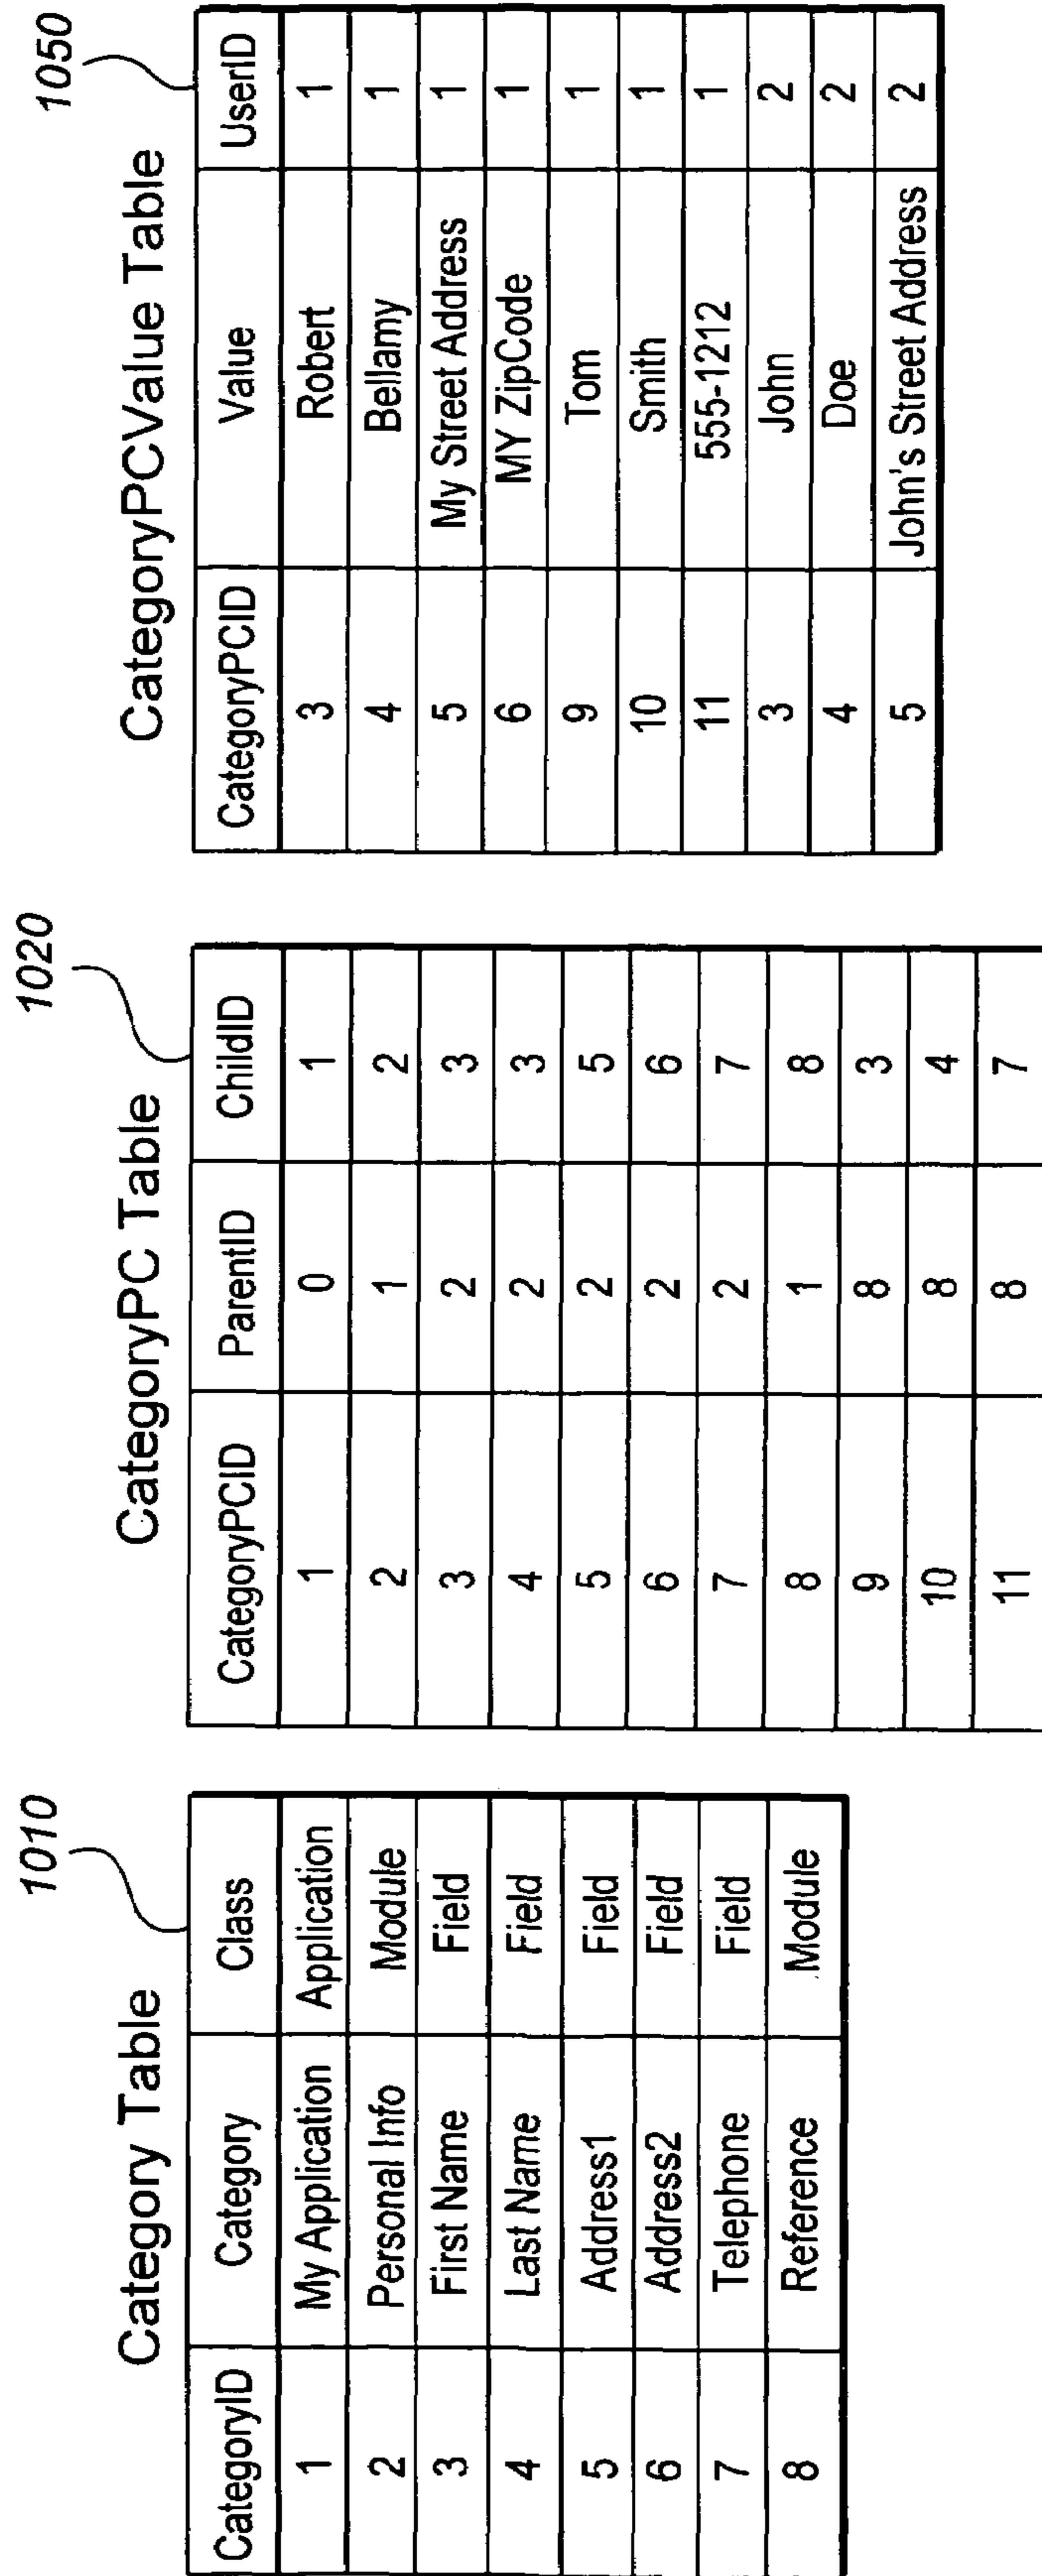 1010
Category Table
CategoryID Category Class
1 My Application Application
2 Personal Info Module
3 First Name Field
4 Last Name Field
5 Address1 Field
6 Address2 Field
7 Telephone Field
8 Reference Module
1020
CategoryPC Table
CategoryPCID ParentID ChildID
1 0 1
2 1 2
3 2 3
4 2 3
5 2 5
6 2 6
7 2 7
8 1 8
9 8 3
10 8 4
11 8 7
1050
CategoryPCValue Table
CategoryPCID Value UserID
3 Robert 1
4 Bellamy 1
5 My Street Address 1
6 MY ZipCode 1
9 Tom 1
10 Smith 1
11 555-1212 1
3 John 2
4 Doe 2
5 John's Street Address 2